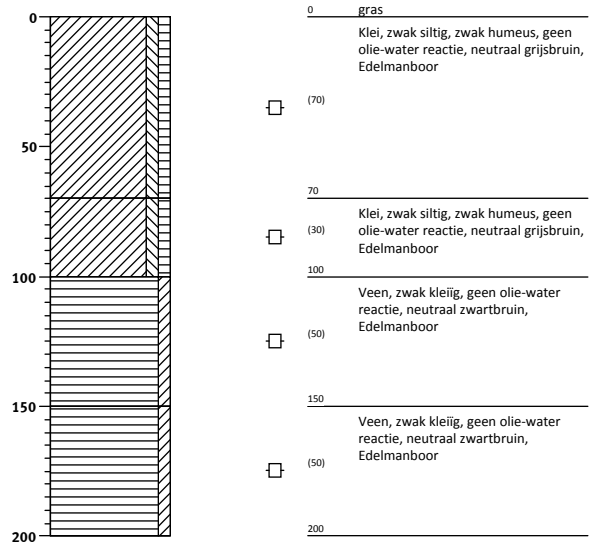 0
50
100
150
200
0 gras
Klei, zwak siltig, zwak humeus, geen
olie-water reactie, neutraal grijsbruin,
Edelmanboor
(70)
70
Klei, zwak siltig, zwak humeus, geen
olie-water reactie, neutraal grijsbruin,
Edelmanboor
(30)
100
Veen, zwak kleiïg, geen olie-water
reactie, neutraal zwartbruin,
Edelmanboor
(50)
150
Veen, zwak kleiïg, geen olie-water
reactie, neutraal zwartbruin,
Edelmanboor
(50)
200